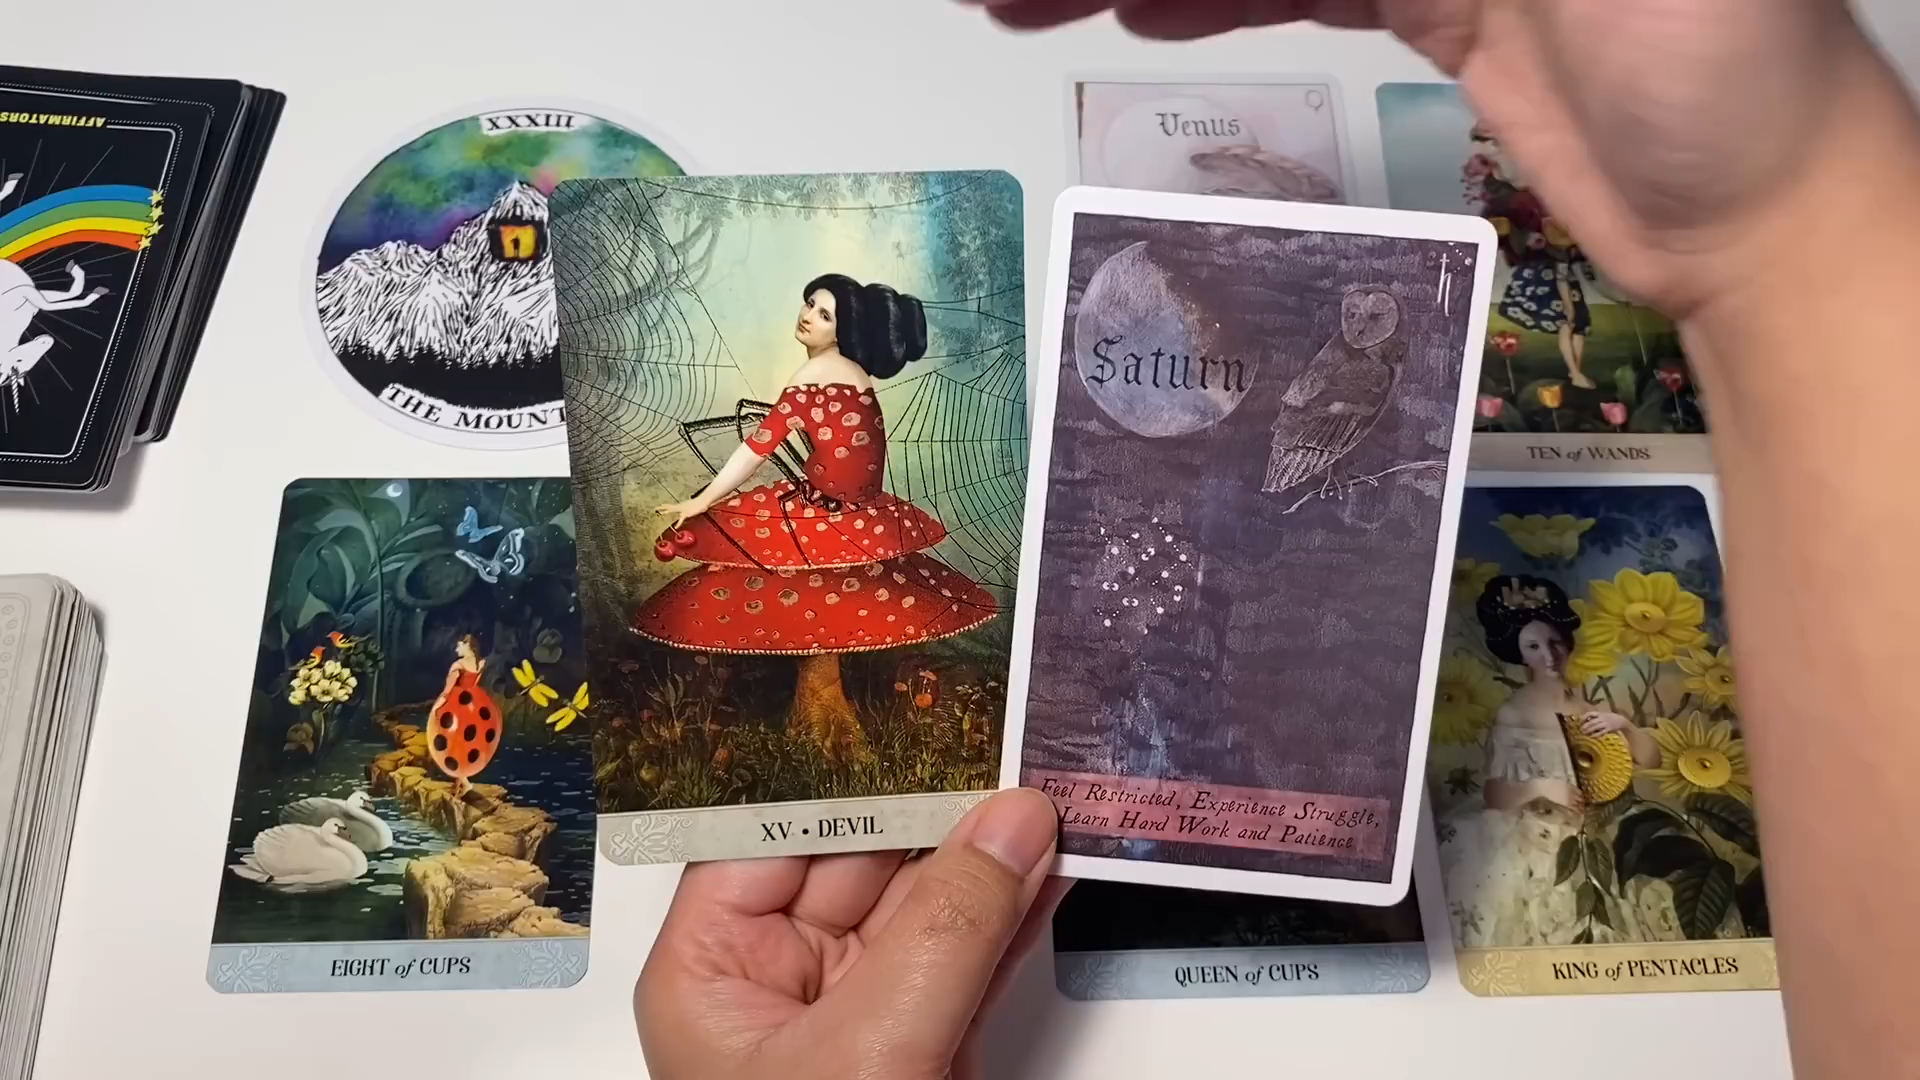 AFFIRMATORS
XXXIII
THE MOUNT
Venus
Saturn
Feel Restricted, Experience Struggle,
Learn Hard Work and Patience
XV • DEVIL
TEN of WANDS
EIGHT of CUPS
QUEEN of CUPS
KING of PENTACLES